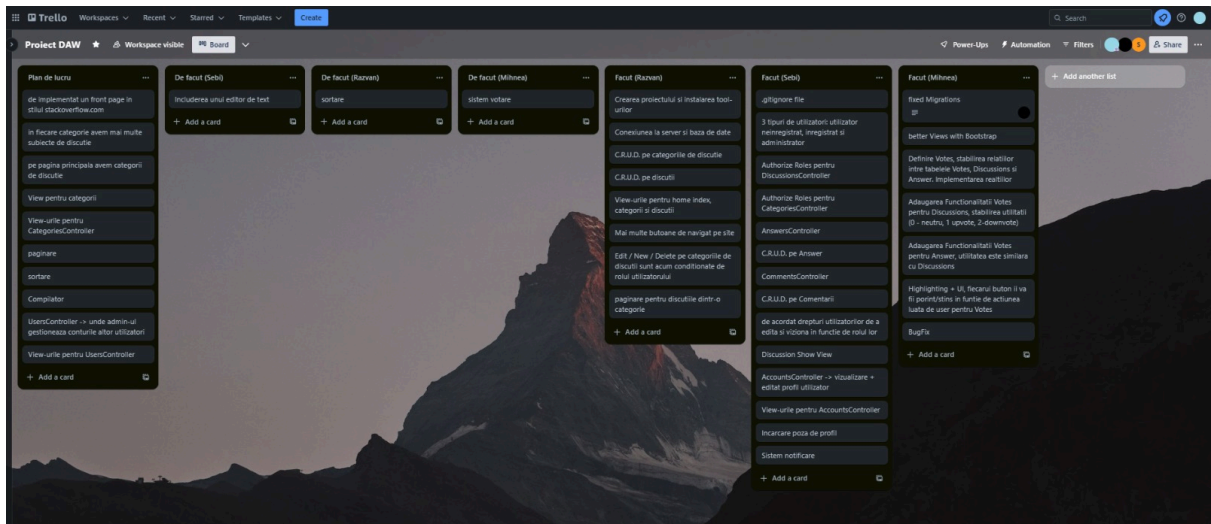 Trello Workspaces Recent Starred Templates Create Search
Proiect DAW Workspace visible Board Power-Ups Automation Filters S Share
Plan de lucru
de implementat un front page in
stilul stackoverflow.com
in fiecare categorie avem mai multe
subiecte de discutie
pe pagina principala avem categorii
de discutie
View pentru categorii
View-urile pentru
CategoriesController
paginare
sortare
Compilator
UsersController -> unde admin-ul
gestioneaza conturile altor utilizatori
View-urile pentru UsersController
+ Add a card
De facut (Sebi)
Includerea unui editor de text
+ Add a card
De facut (Razvan)
sortare
+ Add a card
De facut (Mihnea)
sistem votare
+ Add a card
Facut (Razvan)
Crearea proiectului si instalarea tool-
urilor
Conexiunea la server si baza de date
C.R.U.D. pe categoriile de discutie
C.R.U.D. pe discutii
View-urile pentru home index,
categorii si discutii
Mai multe butoane de navigat pe site
Edit / New / Delete pe categoriile de
discutii sunt acum conditionate de
rolul utilizatorului
paginare pentru discutiile dintr-o
categorie
+ Add a card
Facut (Sebi)
.gitignore file
3 tipuri de utilizatori: utilizator
neinregistrat, inregistrat si
administrator
Authorize Roles pentru
DiscussionsController
Authorize Roles pentru
CategoriesController
AnswersController
C.R.U.D. pe Answer
CommentsController
C.R.U.D. pe Comentarii
de acordat drepturi utilizatorilor de a
edita si viziona in functie de rolul lor
Discussion Show View
AccountsController -> vizualizare +
editat profil utilizator
View-urile pentru AccountsController
Incarcare poza de profil
Sistem notificare
+ Add a card
Facut (Mihnea)
fixed Migrations
better Views with Bootstrap
Definire Votes, stabilirea relatiilor
intre tabelele Votes, Discussions si
Answer. Implementarea realtiilor
Adaugarea Functionalitatii Votes
pentru Discussions, stabilirea utilitatii
(0 - neutru, 1 upvote, 2-downvote)
Adaugarea Functionalitatii Votes
pentru Answer, utilitatea este similara
cu Discussions
Highlighting + UI, fiecarui buton ii va
fii pornit/stins in funtie de actiunea
luata de user pentru Votes
BugFix
+ Add a card
+ Add another list